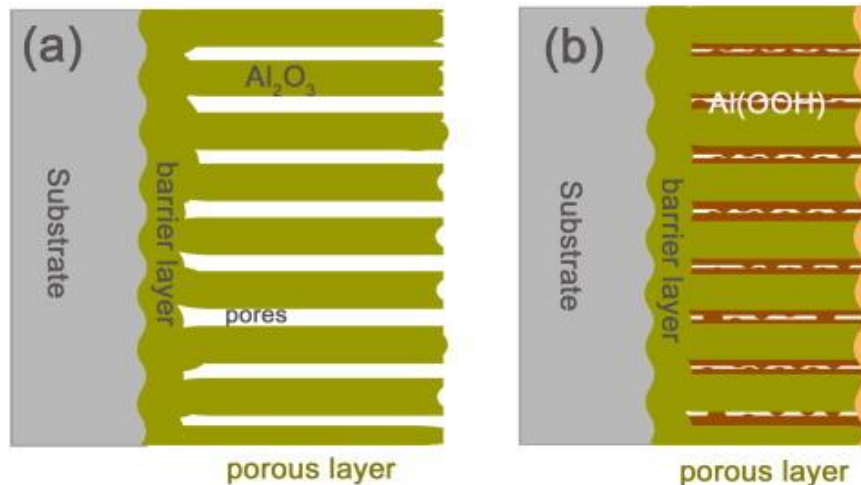 (a)
Al₂O₃
Substrate
barrier layer
pores
porous layer
(b)
Al(OOH)
Substrate
barrier layer
porous layer